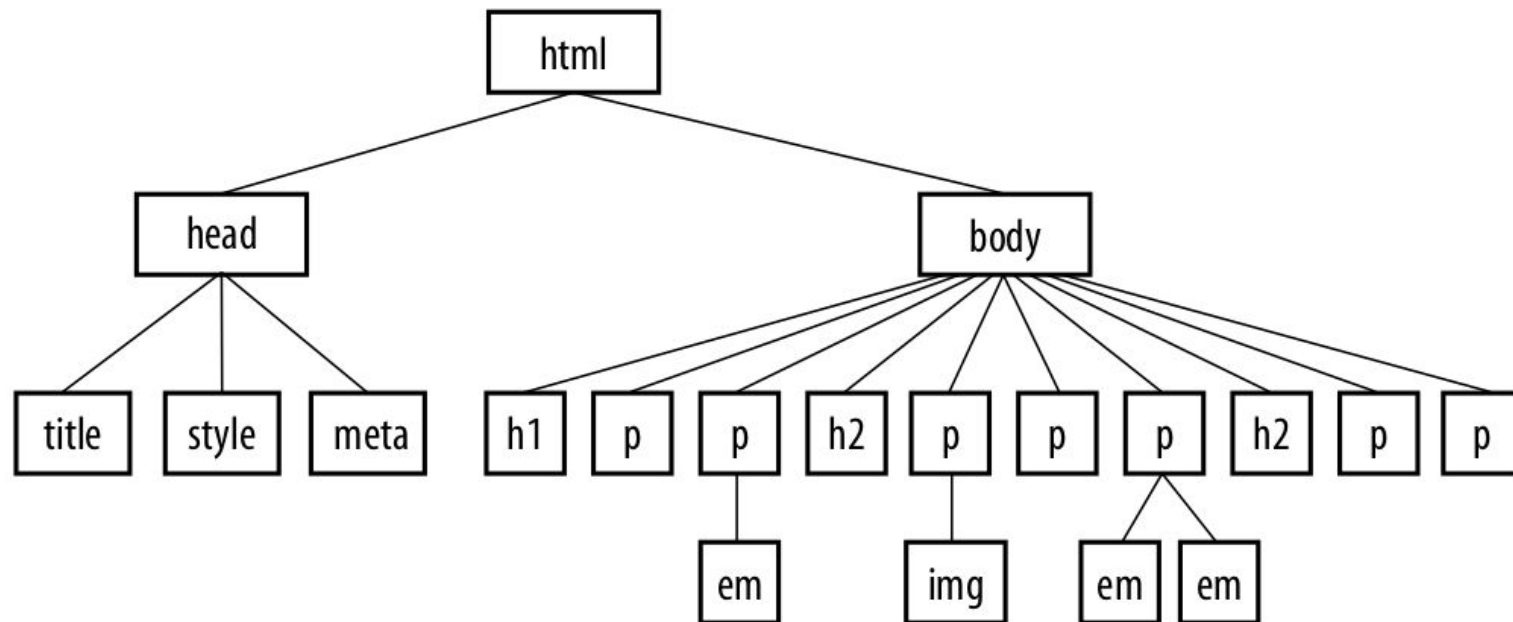 html
head body
title style meta h1 p p h2 p p p h2 p p
em img em em